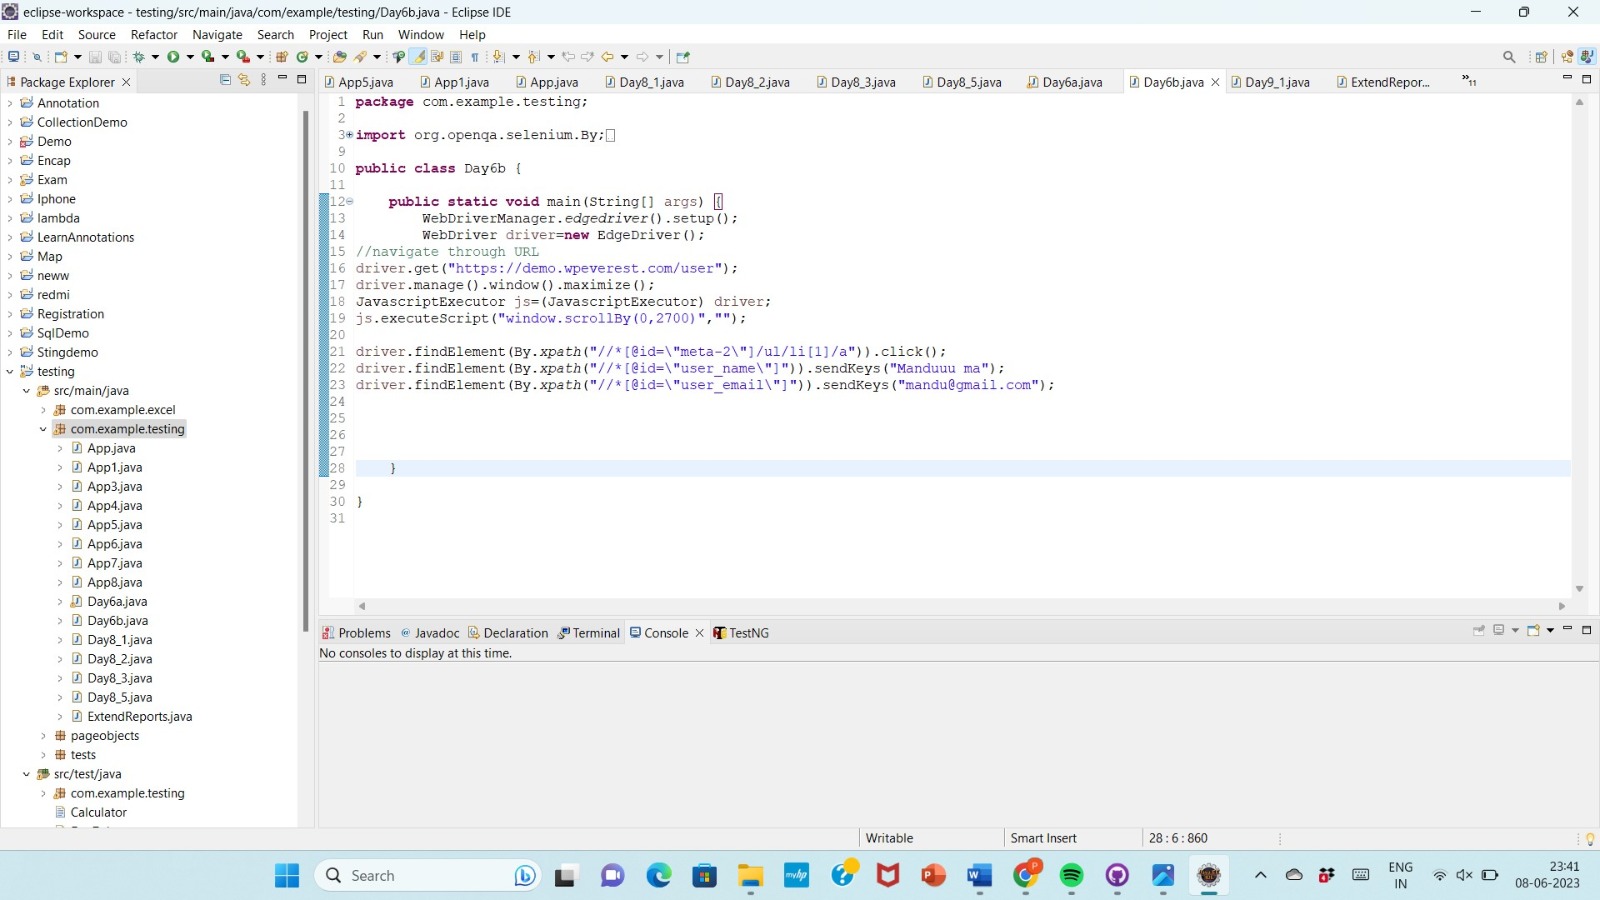 eclipse-workspace - testing/src/main/java/com/example/testing/Day6b.java - Eclipse IDE
File Edit Source Refactor Navigate Search Project Run Window Help
Package Explorer
Annotation
CollectionDemo
Demo
Encap
Exam
Iphone
lambda
LearnAnnotations
Map
neww
redmi
Registration
SqlDemo
Stingdemo
testing
src/main/java
com.example.excel
com.example.testing
App.java
App1.java
App3.java
App4.java
App5.java
App6.java
App7.java
App8.java
Day6a.java
Day6b.java
Day8_1.java
Day8_2.java
Day8_3.java
Day8_5.java
ExtendReports.java
pageobjects
tests
src/test/java
com.example.testing
Calculator
App5.java App1.java App.java Day8_1.java Day8_2.java Day8_3.java Day8_5.java Day6a.java Day6b.java Day9_1.java ExtendRepor... »11
1 package com.example.testing;
2
3 import org.openqa.selenium.By;
9
10 public class Day6b {
11
12 public static void main(String[] args) {
13 WebDriverManager.edgedriver().setup();
14 WebDriver driver=new EdgeDriver();
15 //navigate through URL
16 driver.get("https://demo.wpeverest.com/user");
17 driver.manage().window().maximize();
18 JavascriptExecutor js=(JavascriptExecutor) driver;
19 js.executeScript("window.scrollBy(0,2700)","");
20
21 driver.findElement(By.xpath("//*[@id=\"meta-2\"]/ul/li[1]/a")).click();
22 driver.findElement(By.xpath("//*[@id=\"user_name\"]")).sendKeys("Manduuu ma");
23 driver.findElement(By.xpath("//*[@id=\"user_email\"]")).sendKeys("mandu@gmail.com");
24
25
26
27
28 }
29
30 }
31
Problems @ Javadoc Declaration Terminal Console TestNG
No consoles to display at this time.
Writable Smart Insert 28 : 6 : 860
Search
myhp
ENG
IN
23:41
08-06-2023